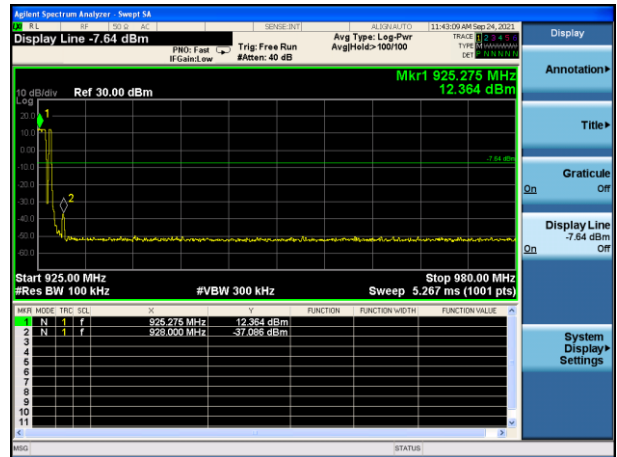 Agilent Spectrum Analyzer - Swept SA
RL RF 50 Ω AC SENSE:INT ALIGN AUTO 11:43:09 AM Sep 24, 2021
Display Line -7.64 dBm
PNO: Fast Trig: Free Run Avg Type: Log-Pwr TRACE 1 2 3 4 5 6
IFGain:Low #Atten: 40 dB Avg|Hold:> 100/100 TYPE M
DET P N N N N N
Mkr1 925.275 MHz
12.364 dBm
10 dB/div Ref 30.00 dBm
Log
20.0
10.0
0.00
-10.0
-20.0
-30.0
-40.0
-50.0
-60.0
1
2
-7.64 dBm
Start 925.00 MHz Stop 980.00 MHz
#Res BW 100 kHz #VBW 300 kHz Sweep 5.267 ms (1001 pts)
MKR MODE TRC SCL X Y FUNCTION FUNCTION WIDTH FUNCTION VALUE
1 N 1 f 925.275 MHz 12.364 dBm
2 N 1 f 928.000 MHz -37.086 dBm
3
4
5
6
7
8
9
10
11
MSG STATUS
Display
Annotation
Title
Graticule
On Off
Display Line
-7.64 dBm
On Off
System
Display
Settings